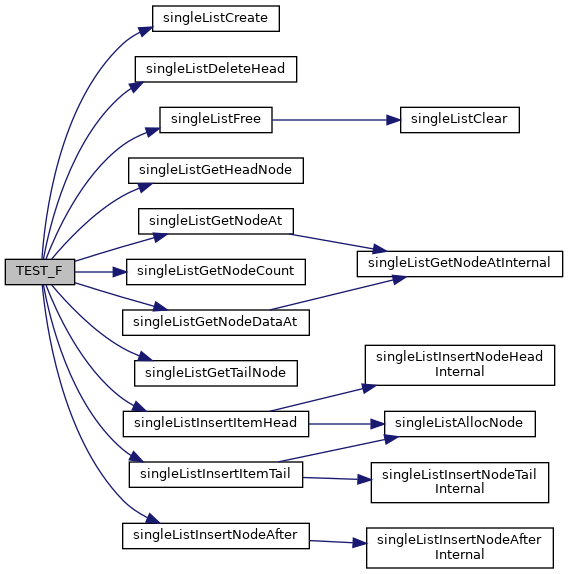 singleListCreate
singleListDeleteHead
singleListFree
singleListClear
singleListGetHeadNode
singleListGetNodeAt
singleListGetNodeAtInternal
TEST_F
singleListGetNodeCount
singleListGetNodeDataAt
singleListGetTailNode
singleListInsertNodeHead
Internal
singleListInsertItemHead
singleListAllocNode
singleListInsertItemTail
singleListInsertNodeTail
Internal
singleListInsertNodeAfter
singleListInsertNodeAfter
Internal